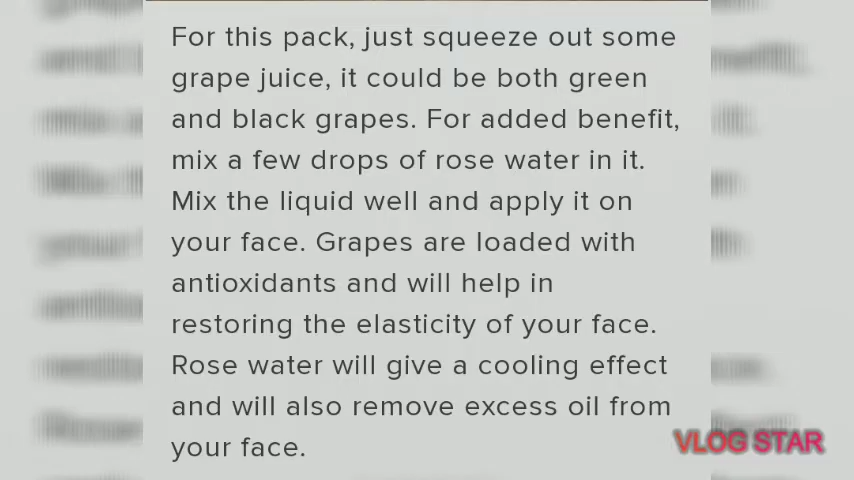 For this pack, just squeeze out some
grape juice, it could be both green
and black grapes. For added benefit,
mix a few drops of rose water in it.
Mix the liquid well and apply it on
your face. Grapes are loaded with
antioxidants and will help in
restoring the elasticity of your face.
Rose water will give a cooling effect
and will also remove excess oil from
your face.
VLOG STAR